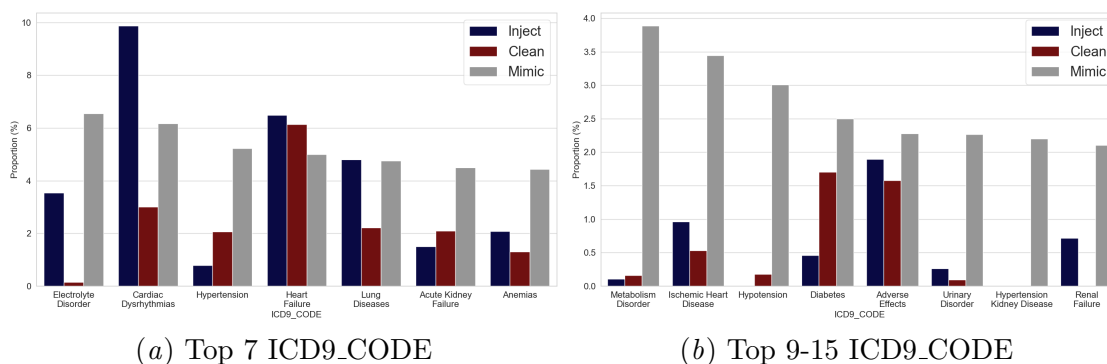 Inject
Clean
Mimic
10
8
6
4
2
0
Proportion (%)
Electrolyte Disorder
Cardiac Dysrhythmias
Hypertension
Heart Failure
Lung Diseases
Acute Kidney Failure
Anemias
ICD9_CODE
(a) Top 7 ICD9_CODE
Inject
Clean
Mimic
4.0
3.5
3.0
2.5
2.0
1.5
1.0
0.5
0.0
Proportion (%)
Metabolism Disorder
Ischemic Heart Disease
Hypotension
Diabetes
Adverse Effects
Urinary Disorder
Hypertension Kidney Disease
Renal Failure
ICD9_CODE
(b) Top 9-15 ICD9_CODE